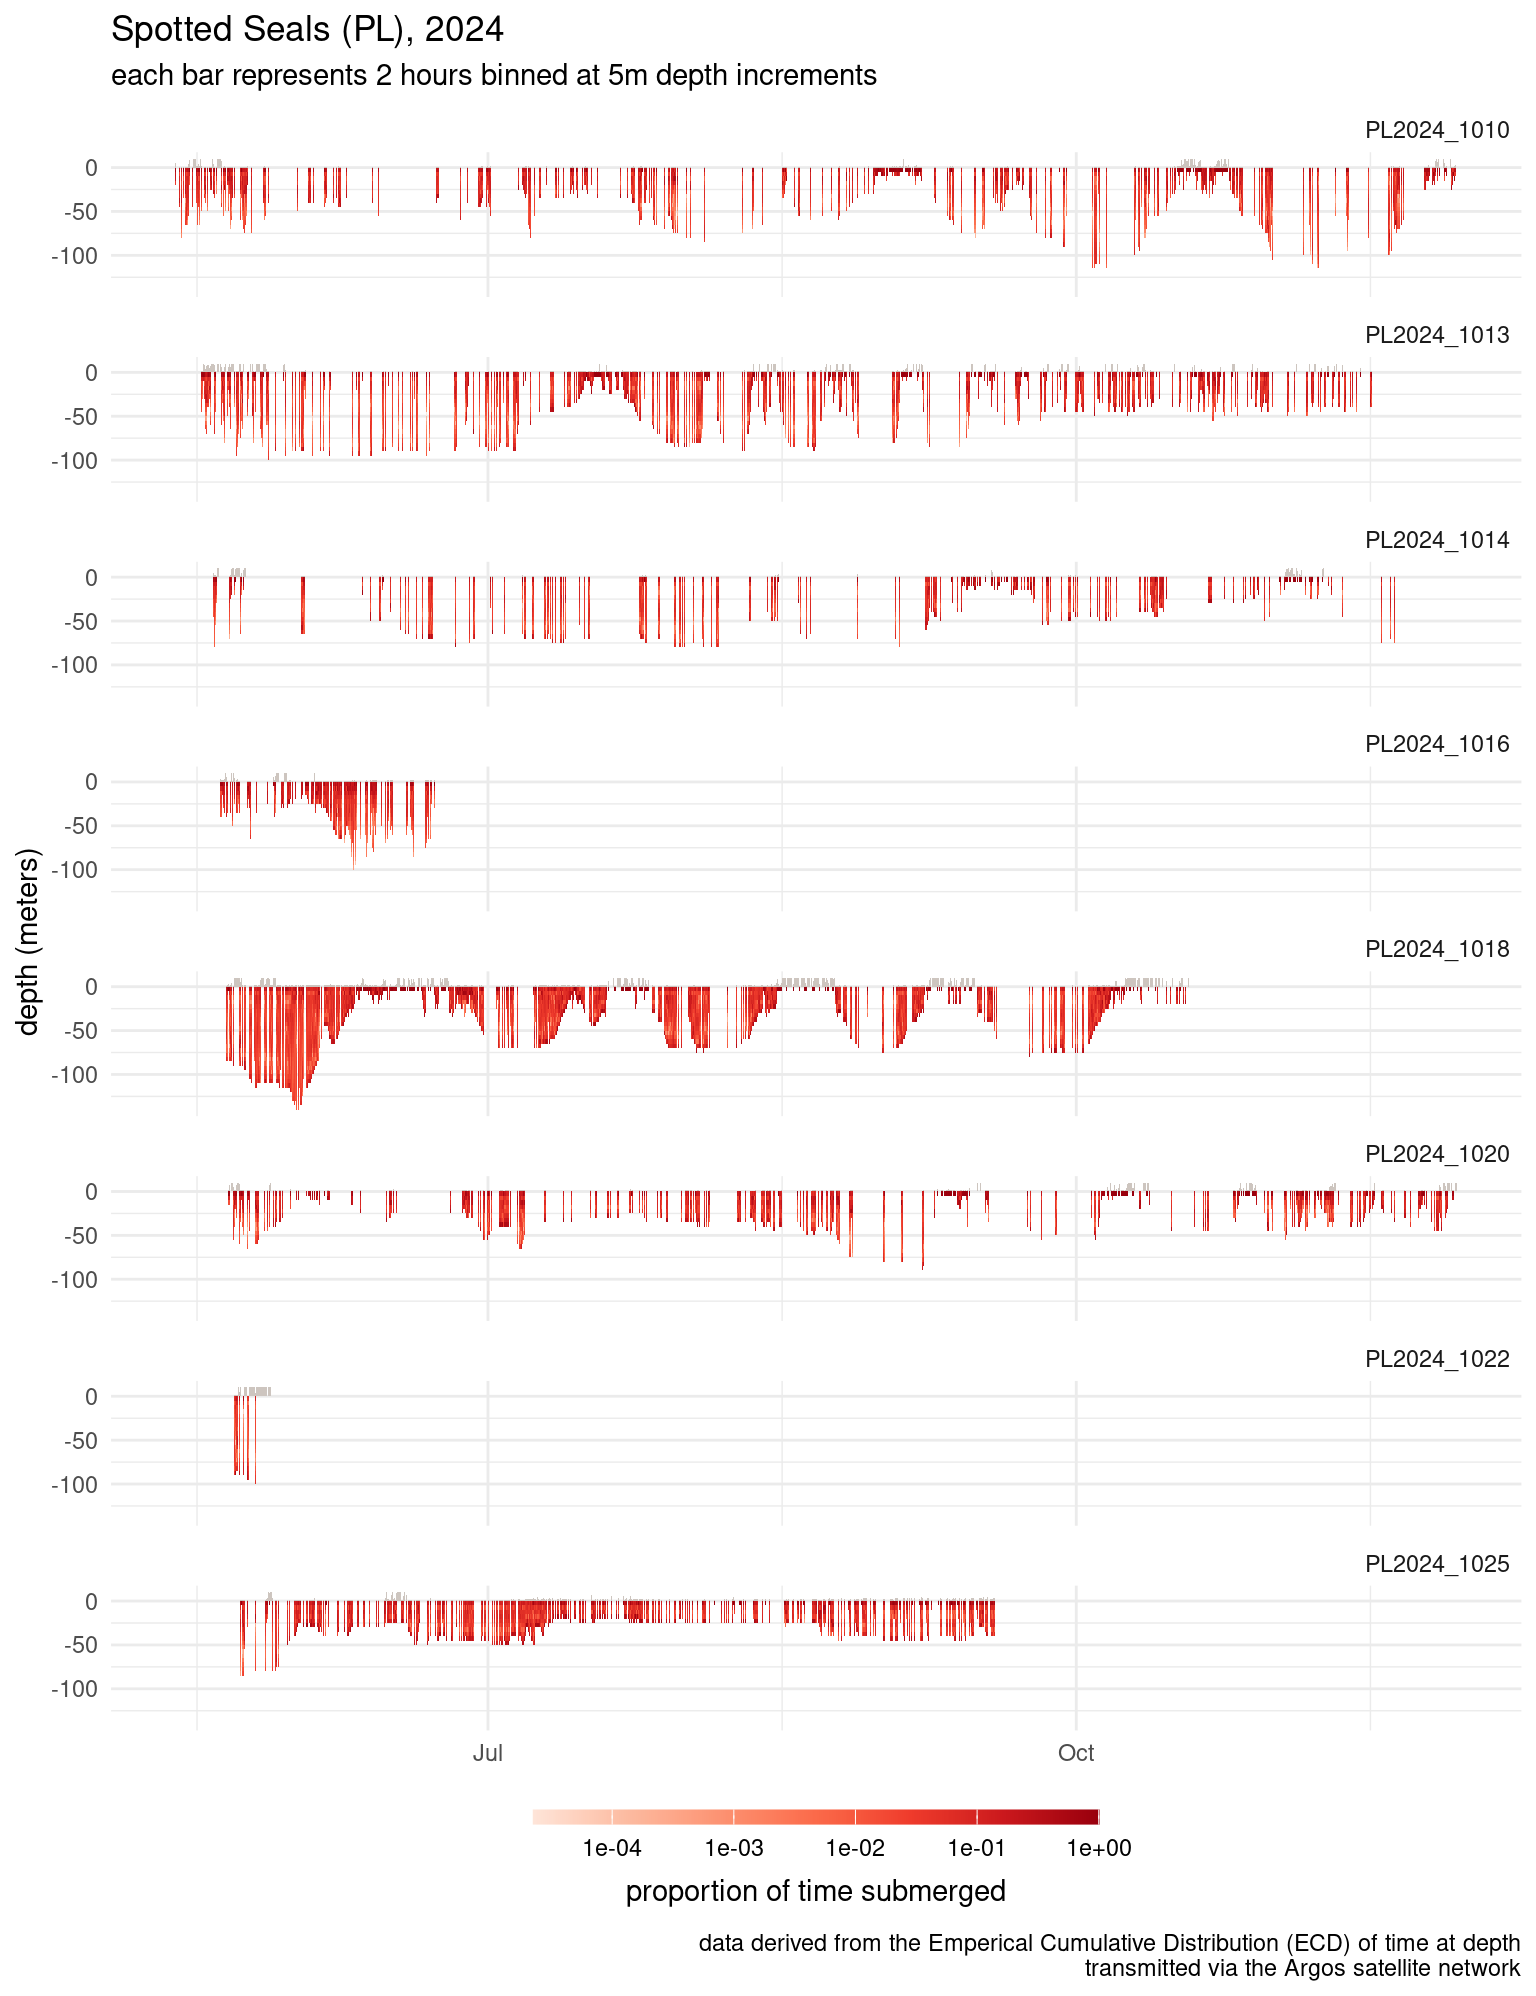 Spotted Seals (PL), 2024
each bar represents 2 hours binned at 5m depth increments
PL2024_1010
0
-50
-100
PL2024_1013
0
-50
-100
PL2024_1014
0
-50
-100
PL2024_1016
0
-50
-100
depth (meters)
PL2024_1018
0
-50
-100
PL2024_1020
0
-50
-100
PL2024_1022
0
-50
-100
PL2024_1025
0
-50
-100
Jul Oct
1e-04 1e-03 1e-02 1e-01 1e+00
proportion of time submerged
data derived from the Emperical Cumulative Distribution (ECD) of time at depth
transmitted via the Argos satellite network